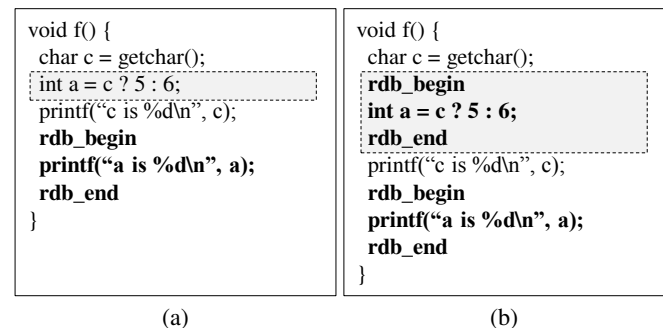 void f() {
char c = getchar();
int a = c ? 5 : 6;
printf(“c is %d\n”, c);
rdb_begin
printf(“a is %d\n”, a);
rdb_end
}
(a)
void f() {
char c = getchar();
rdb_begin
int a = c ? 5 : 6;
rdb_end
printf(“c is %d\n”, c);
rdb_begin
printf(“a is %d\n”, a);
rdb_end
}
(b)